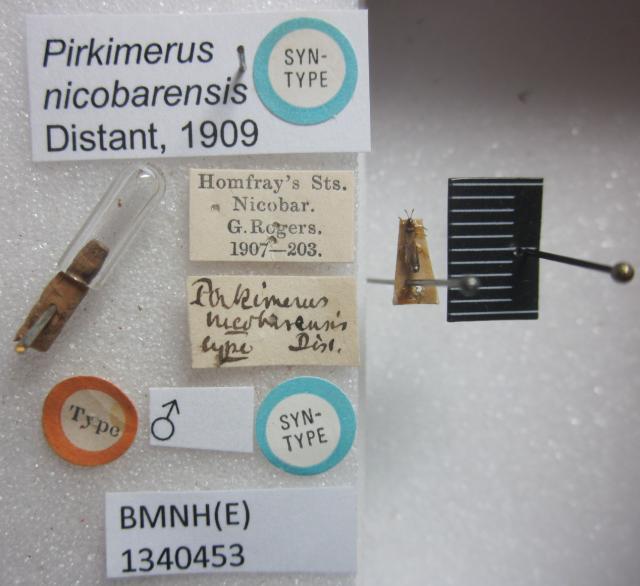 Pirkimerus
nicobarensis
Distant, 1909
SYN-
TYPE
Homfray's Sts.
Nicobar.
G.Rogers.
1907—203.
Pirkimerus
nicobarensis
type Dist.
Type
♂
SYN-
TYPE
BMNH(E)
1340453